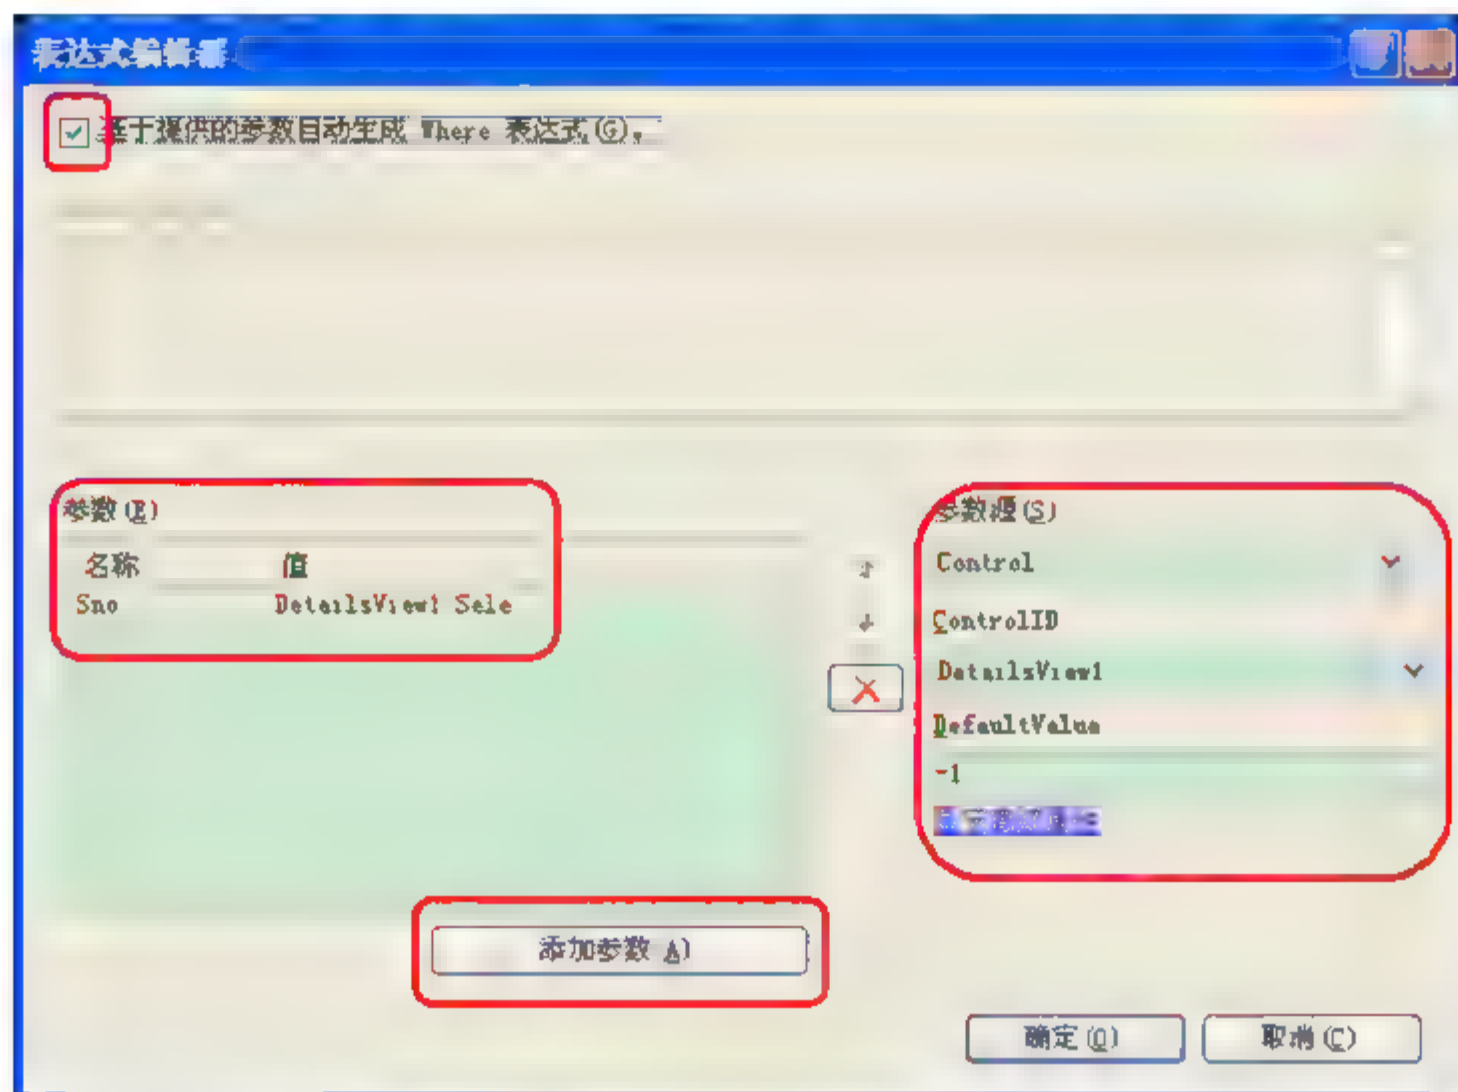 表达式编辑器
基于提供的参数自动生成 Where 表达式(G)。
参数(E)
名称 值
Sno DetailsView1 Sele
添加参数 A)
参数源(S)
Control
ControlID
DetailsView1
DefaultValue
-1
确定(O) 取消(C)